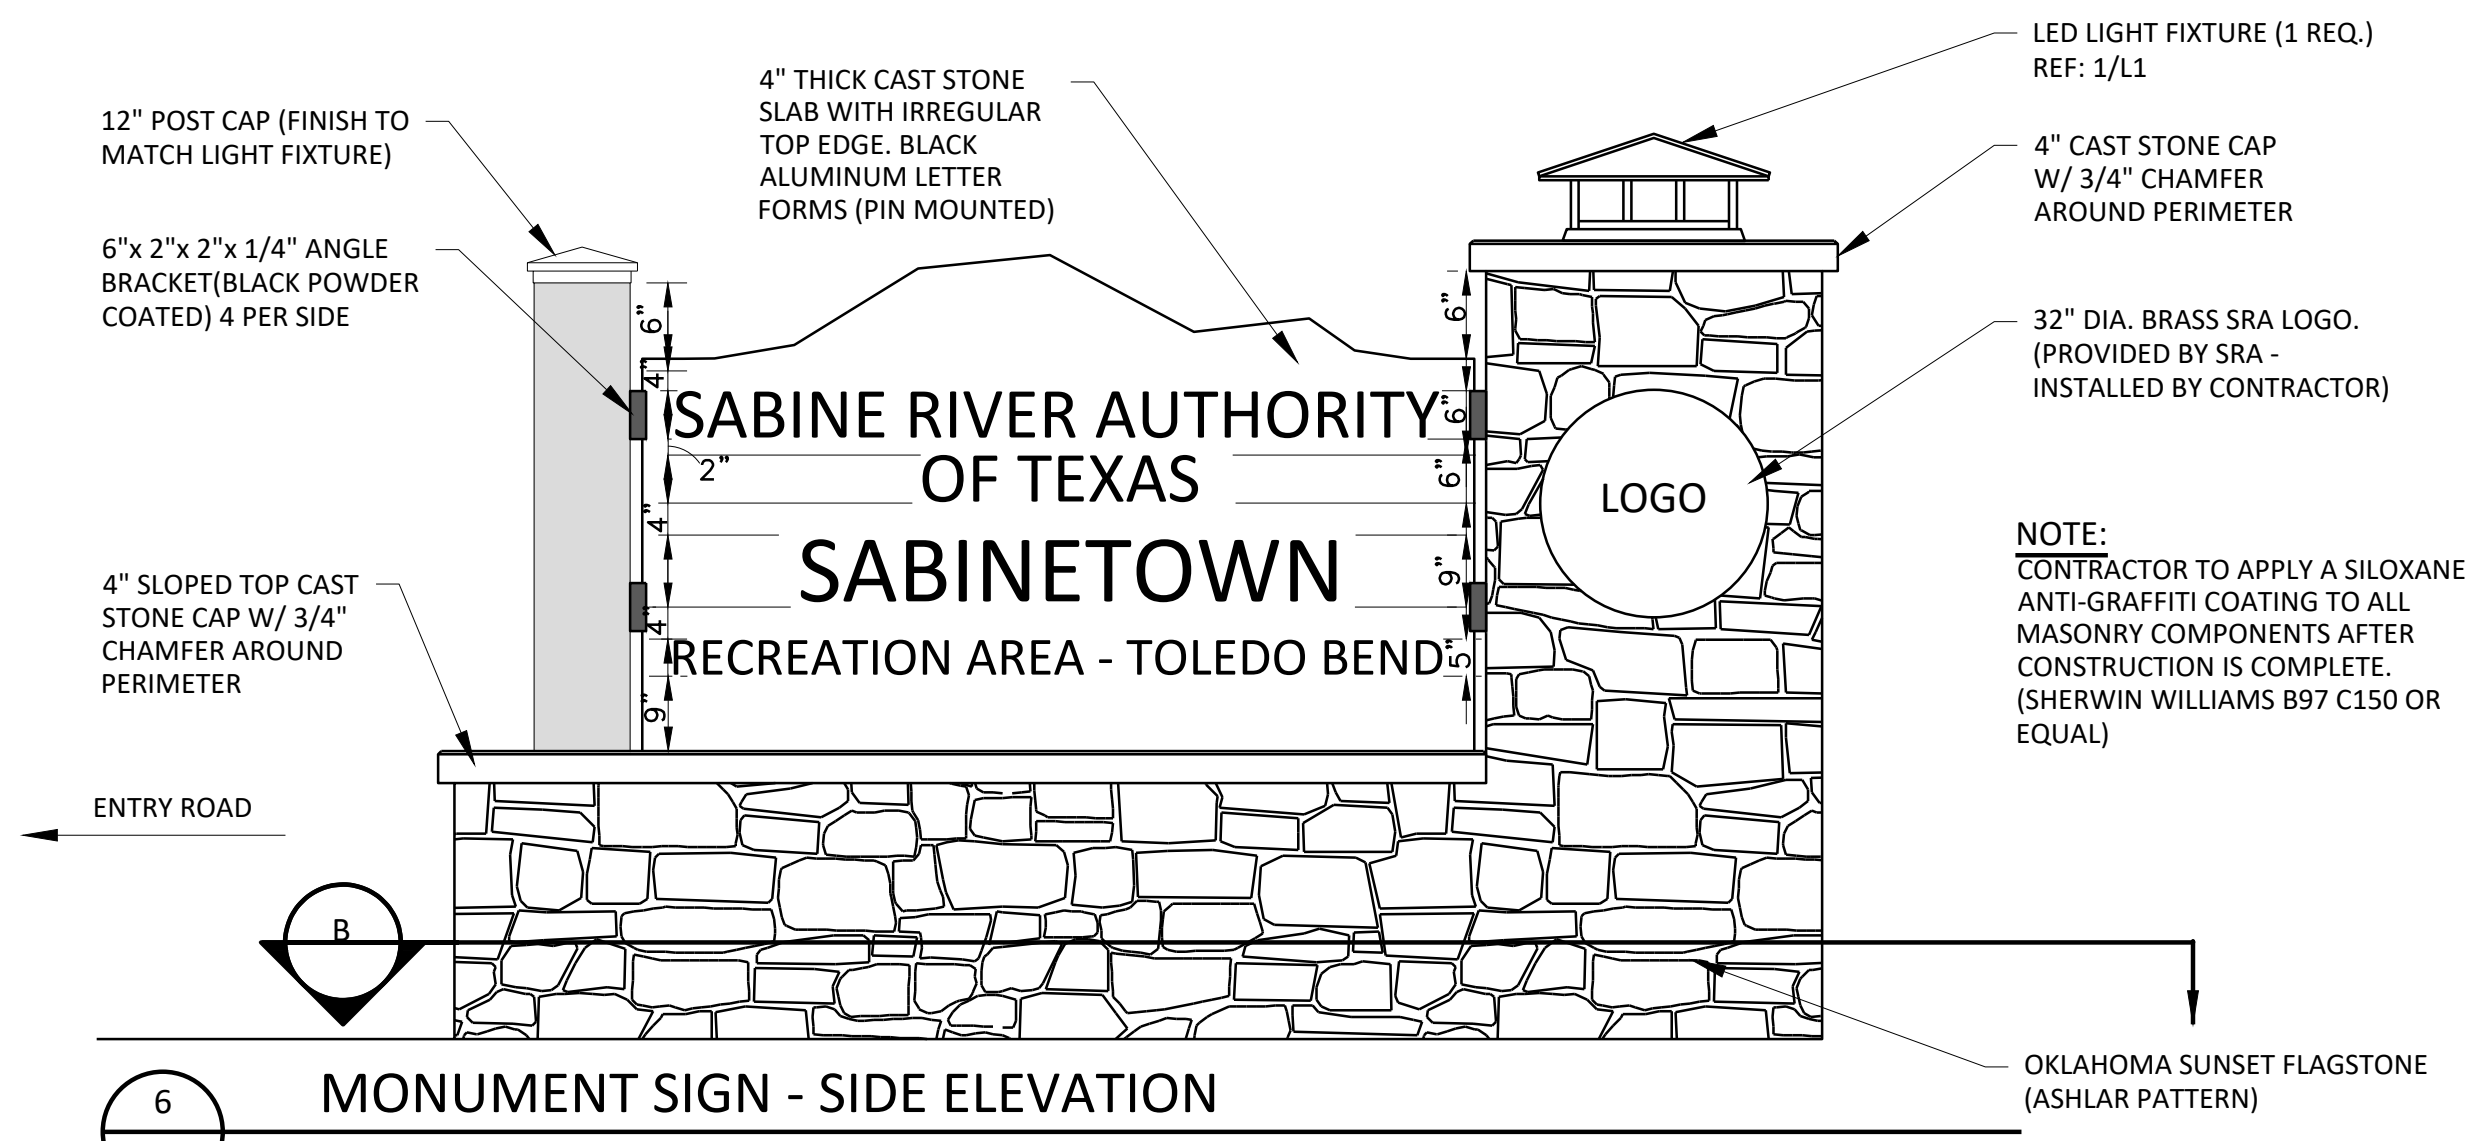 LED LIGHT FIXTURE (1 REQ.)
REF: 1/L1
4" THICK CAST STONE
SLAB WITH IRREGULAR
TOP EDGE. BLACK
ALUMINUM LETTER
FORMS (PIN MOUNTED)
12" POST CAP (FINISH TO
MATCH LIGHT FIXTURE)
4" CAST STONE CAP
W/ 3/4" CHAMFER
AROUND PERIMETER
6"x 2"x 2"x 1/4" ANGLE
BRACKET(BLACK POWDER
COATED) 4 PER SIDE
32" DIA. BRASS SRA LOGO.
(PROVIDED BY SRA -
INSTALLED BY CONTRACTOR)
6"
4"
2"
4"
4"
9"
SABINE RIVER AUTHORITY
OF TEXAS
SABINETOWN
RECREATION AREA - TOLEDO BEND
6"
6"
6"
9"
5"
LOGO
NOTE:
CONTRACTOR TO APPLY A SILOXANE
ANTI-GRAFFITI COATING TO ALL
MASONRY COMPONENTS AFTER
CONSTRUCTION IS COMPLETE.
(SHERWIN WILLIAMS B97 C150 OR
EQUAL)
4" SLOPED TOP CAST
STONE CAP W/ 3/4"
CHAMFER AROUND
PERIMETER
ENTRY ROAD
B
OKLAHOMA SUNSET FLAGSTONE
(ASHLAR PATTERN)
6
MONUMENT SIGN - SIDE ELEVATION